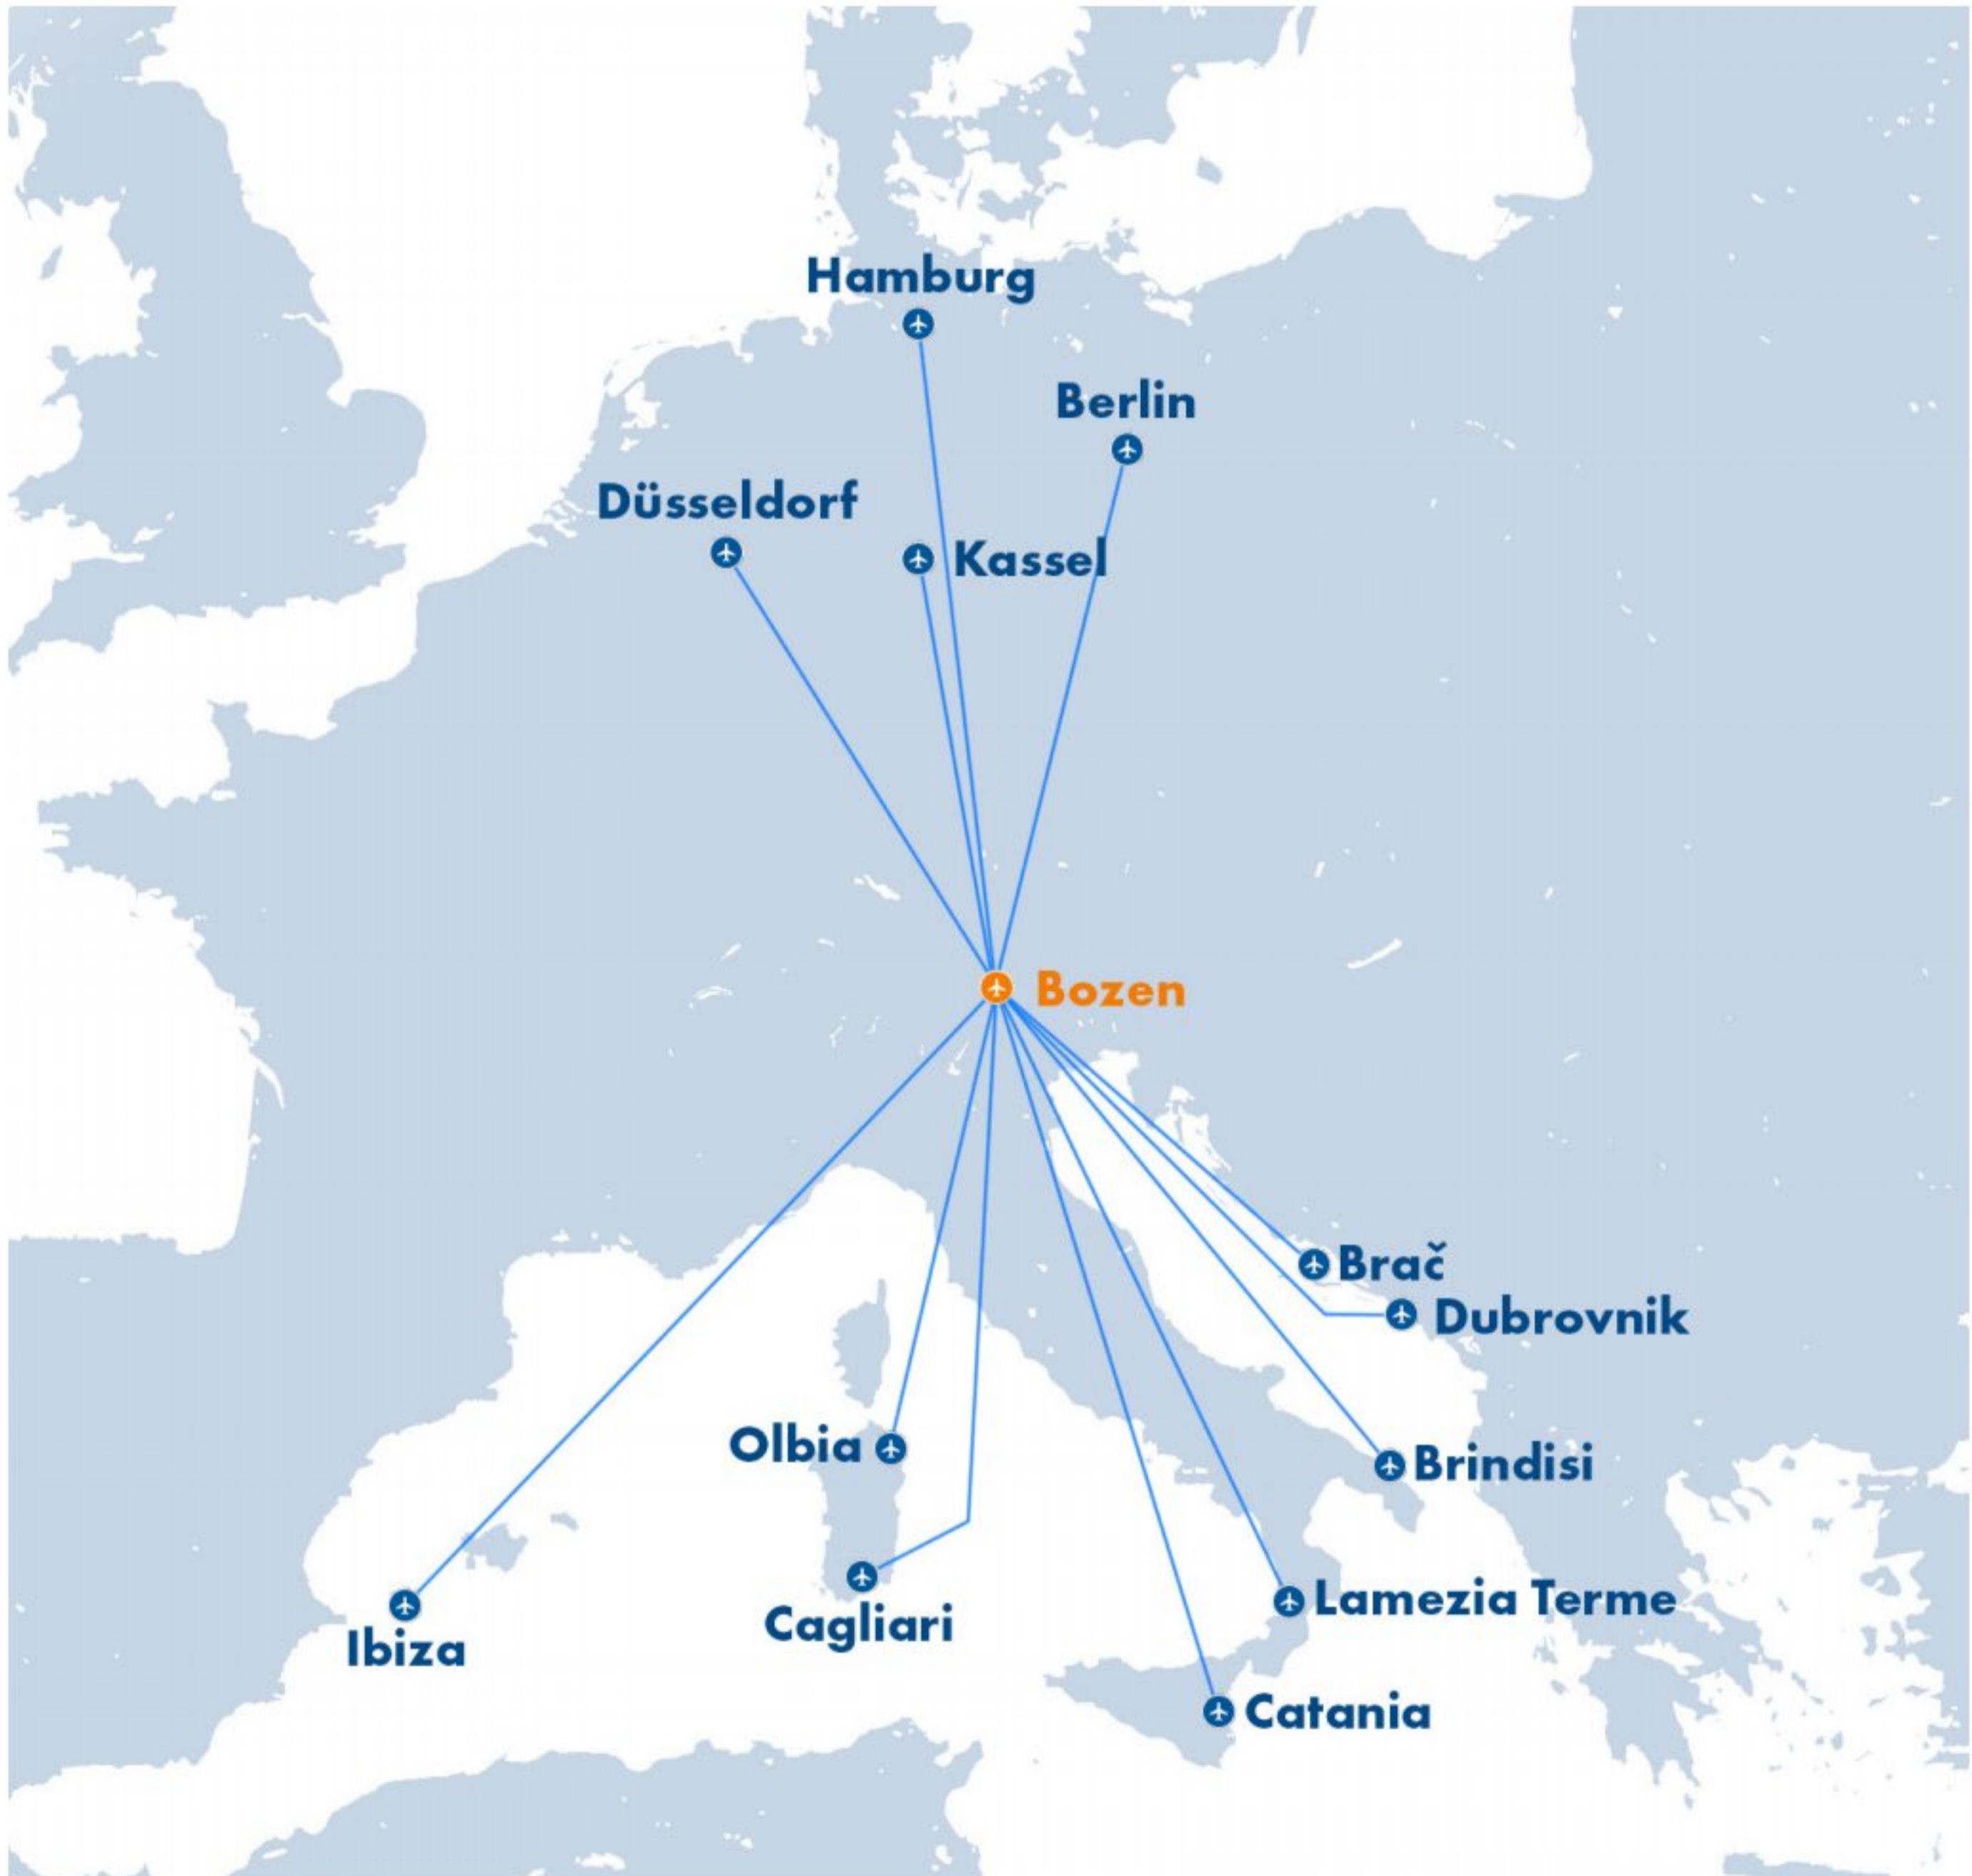 Hamburg
Berlin
Düsseldorf
Kassel
Bozen
Brač
Dubrovnik
Olbia
Brindisi
Cagliari
Lamezia Terme
Ibiza
Catania